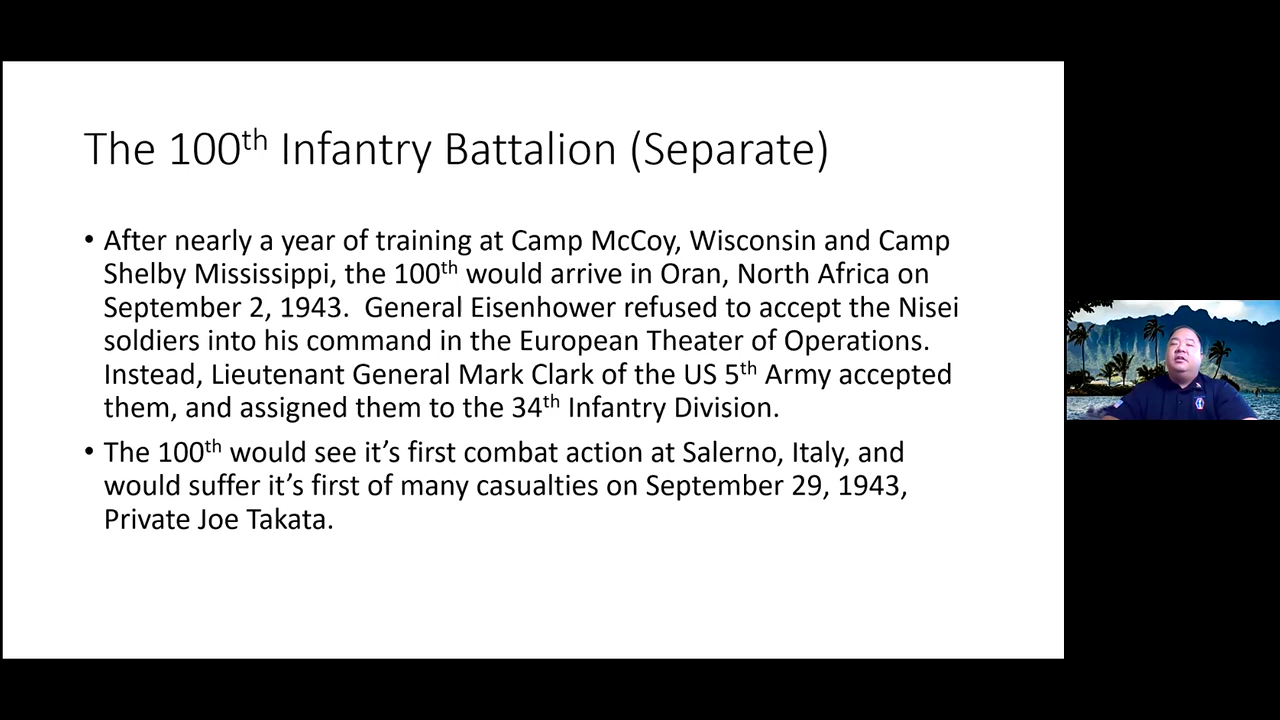 The 100th Infantry Battalion (Separate)
• After nearly a year of training at Camp McCoy, Wisconsin and Camp
Shelby Mississippi, the 100th would arrive in Oran, North Africa on
September 2, 1943.  General Eisenhower refused to accept the Nisei
soldiers into his command in the European Theater of Operations.
Instead, Lieutenant General Mark Clark of the US 5th Army accepted
them, and assigned them to the 34th Infantry Division.
• The 100th would see it’s first combat action at Salerno, Italy, and
would suffer it’s first of many casualties on September 29, 1943,
Private Joe Takata.